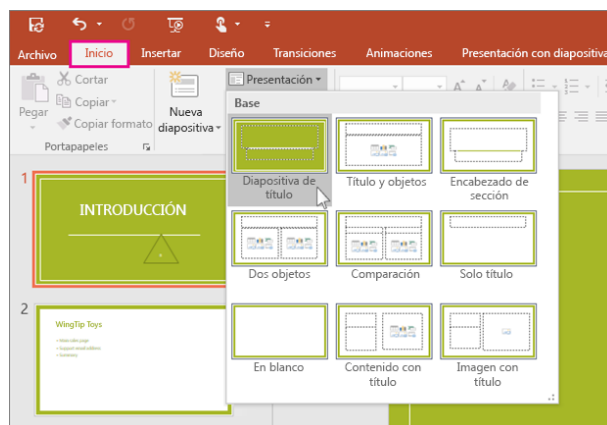 Archivo Inicio Insertar Diseño Transiciones Animaciones Presentación con diapositiva
Pegar
Cortar
Copiar
Copiar formato
Portapapeles
Nueva
diapositiva
Presentación
Base
Diapositiva de
título
Título y objetos
Encabezado de
sección
Dos objetos
Comparación
Solo título
En blanco
Contenido con
título
Imagen con
título
1
INTRODUCCIÓN
2
WingTip Toys